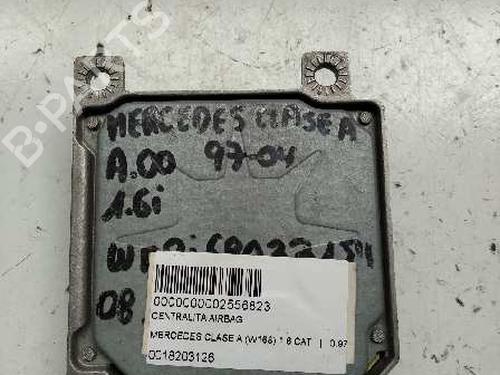 B-PARTS
MERCEDES CLASE A
A.00 97-04
1.6i
08
0000000002556823
CENTRALITA AIRBAG
MERCEDES CLASE A (W168) 1.6 CAT | 0.97
0018203126